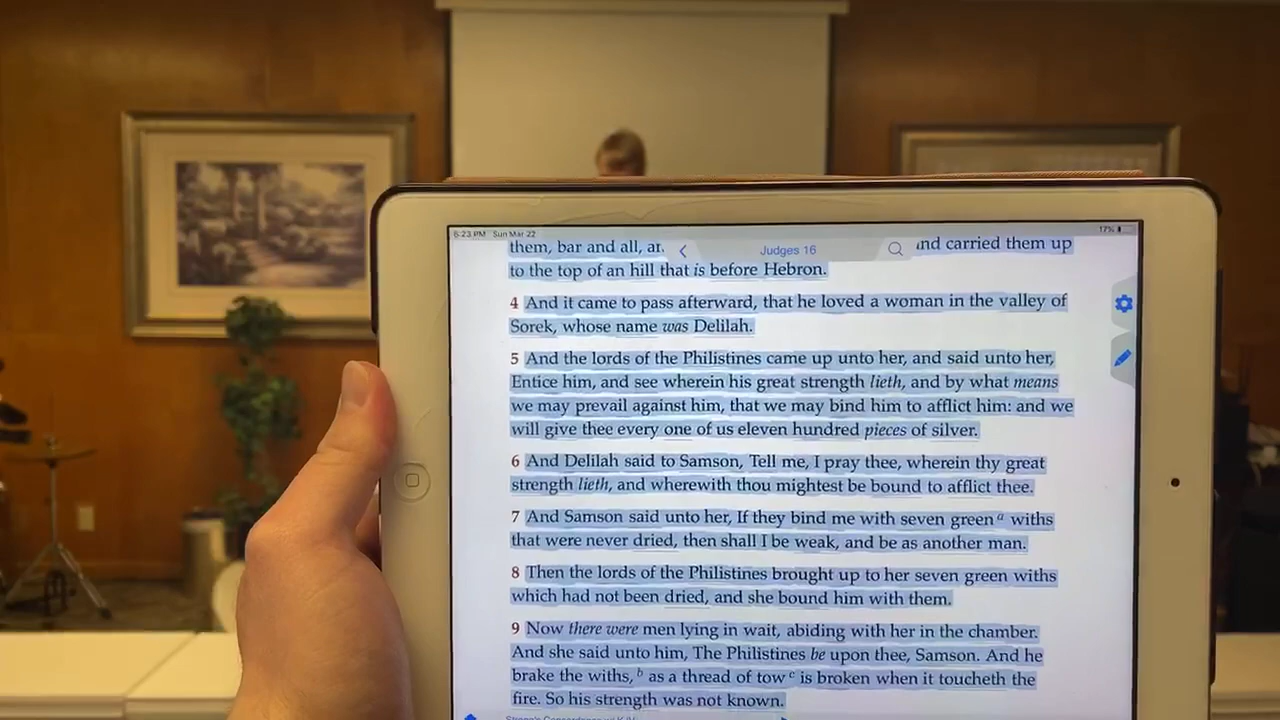 6:23 PM Sun Mar 22
17%
Judges 16
them, bar and all, and carried them up
to the top of an hill that is before Hebron.
4 And it came to pass afterward, that he loved a woman in the valley of
Sorek, whose name was Delilah.
5 And the lords of the Philistines came up unto her, and said unto her,
Entice him, and see wherein his great strength lieth, and by what means
we may prevail against him, that we may bind him to afflict him: and we
will give thee every one of us eleven hundred pieces of silver.
6 And Delilah said to Samson, Tell me, I pray thee, wherein thy great
strength lieth, and wherewith thou mightest be bound to afflict thee.
7 And Samson said unto her, If they bind me with seven green a withs
that were never dried, then shall I be weak, and be as another man.
8 Then the lords of the Philistines brought up to her seven green withs
which had not been dried, and she bound him with them.
9 Now there were men lying in wait, abiding with her in the chamber.
And she said unto him, The Philistines be upon thee, Samson. And he
brake the withs, b as a thread of tow c is broken when it toucheth the
fire. So his strength was not known.